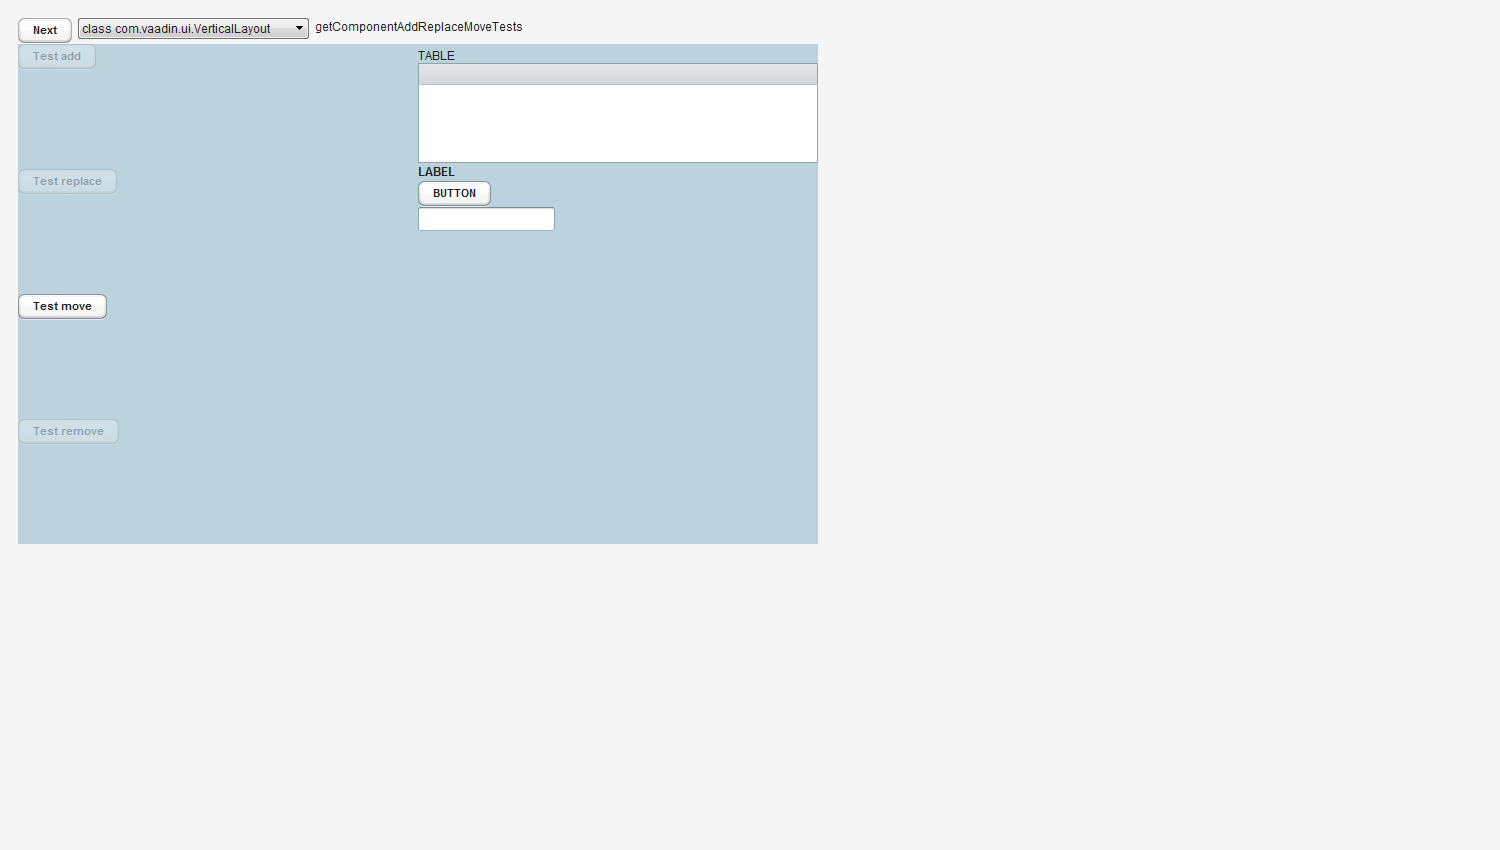 Next
class com.vaadin.ui.VerticalLayout
getComponentAddReplaceMoveTests
Test add
TABLE
Test replace
LABEL
BUTTON
Test move
Test remove